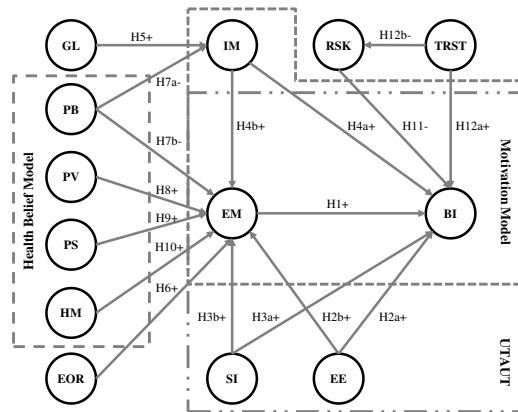 GL
H5+
IM
RSK
H12b-
TRST
PB
H7a-
H7b-
H4b+
H4a+
H11-
H12a+
PV
H8+
Health Belief Model
Motivation Model
PS
H9+
EM
H1+
BI
H10+
HM
H6+
H3b+
H3a+
H2b+
H2a+
EOR
SI
EE
UTAUT